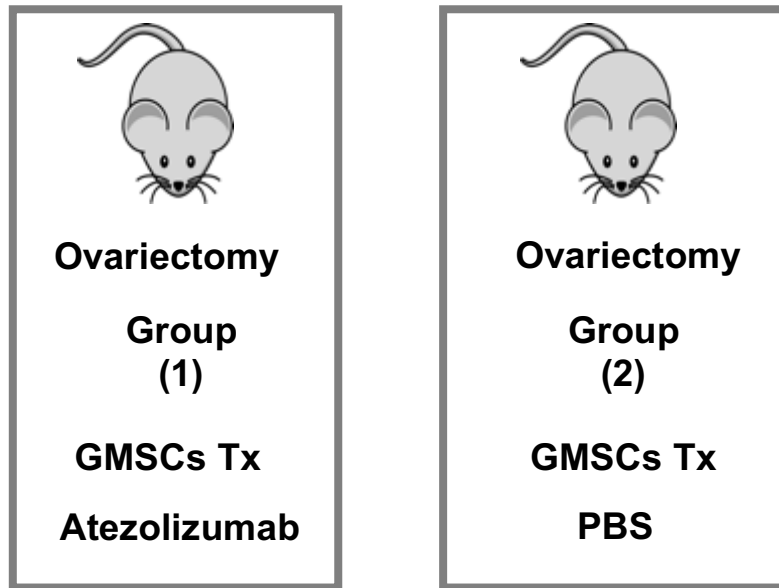 Ovariectomy
Group
(1)
GMSCs Tx
Atezolizumab
Ovariectomy
Group
(2)
GMSCs Tx
PBS